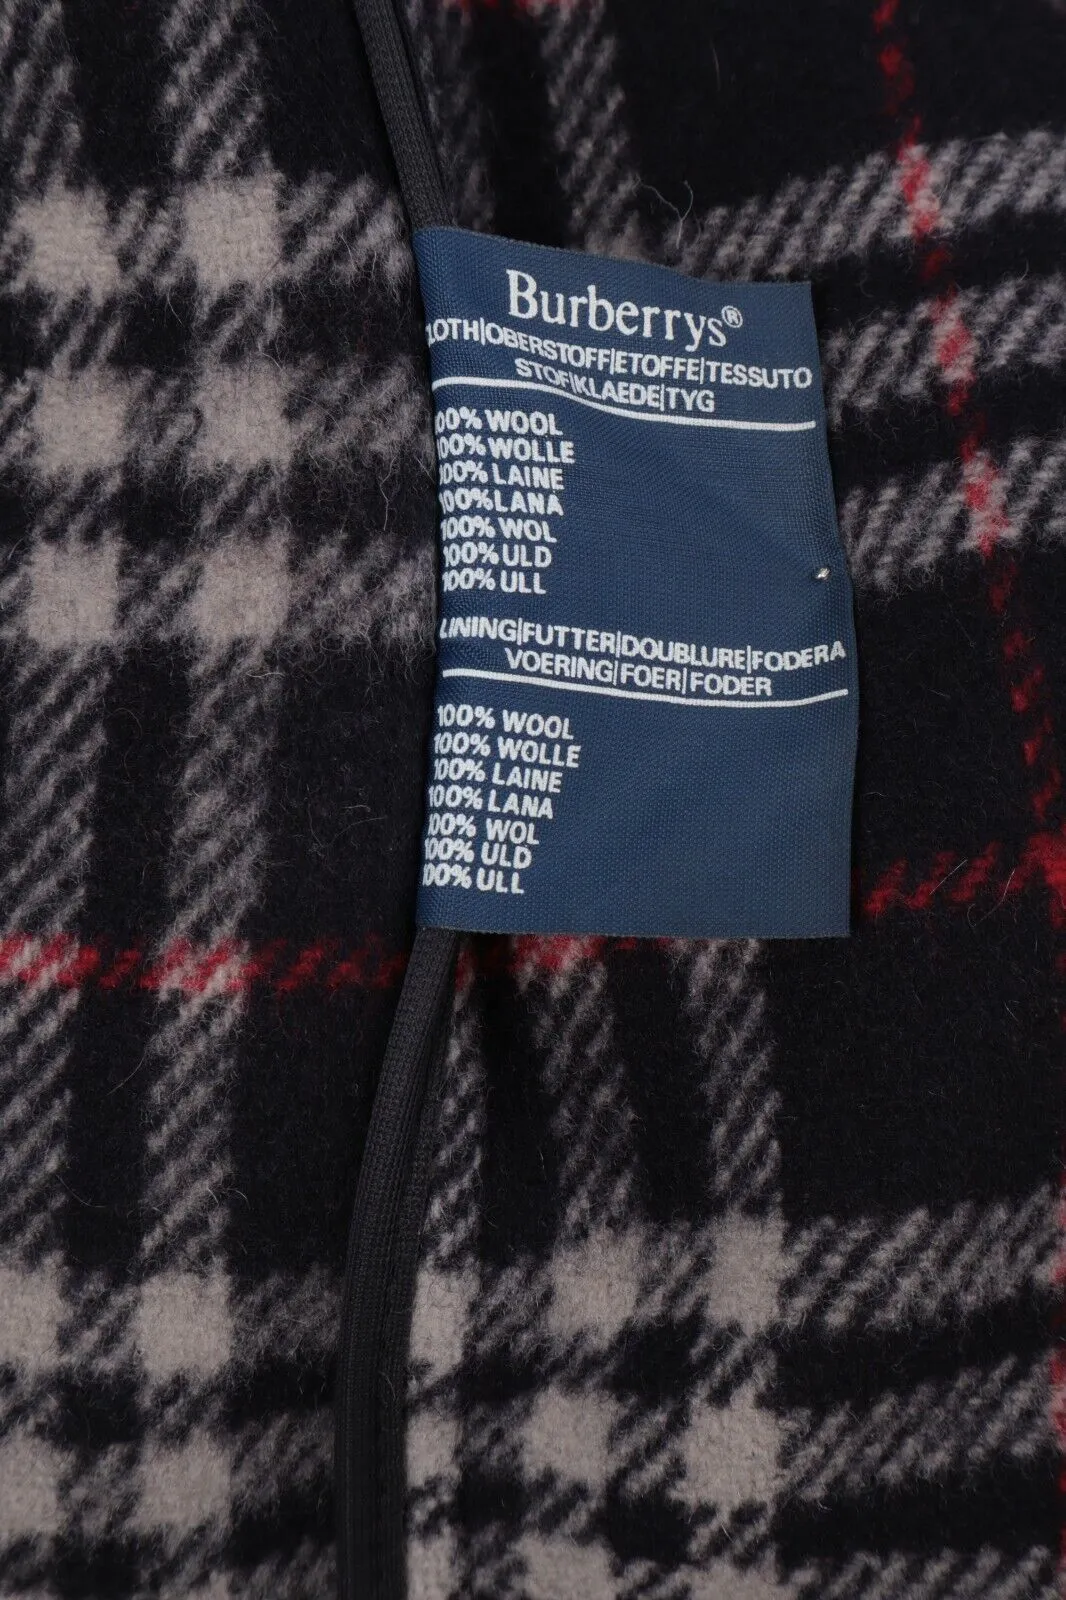 Burberrys®
CLOTH|OBERSTOFF|ETOFFE|TESSUTO
STOF|KLAEDE|TYG
100% WOOL
100% WOLLE
100% LAINE
100% LANA
100% WOL
100% ULD
100% ULL
LINING|FUTTER|DOUBLURE|FODERA
VOERING|FOER|FODER
100% WOOL
100% WOLLE
100% LAINE
100% LANA
100% WOL
100% ULD
100% ULL